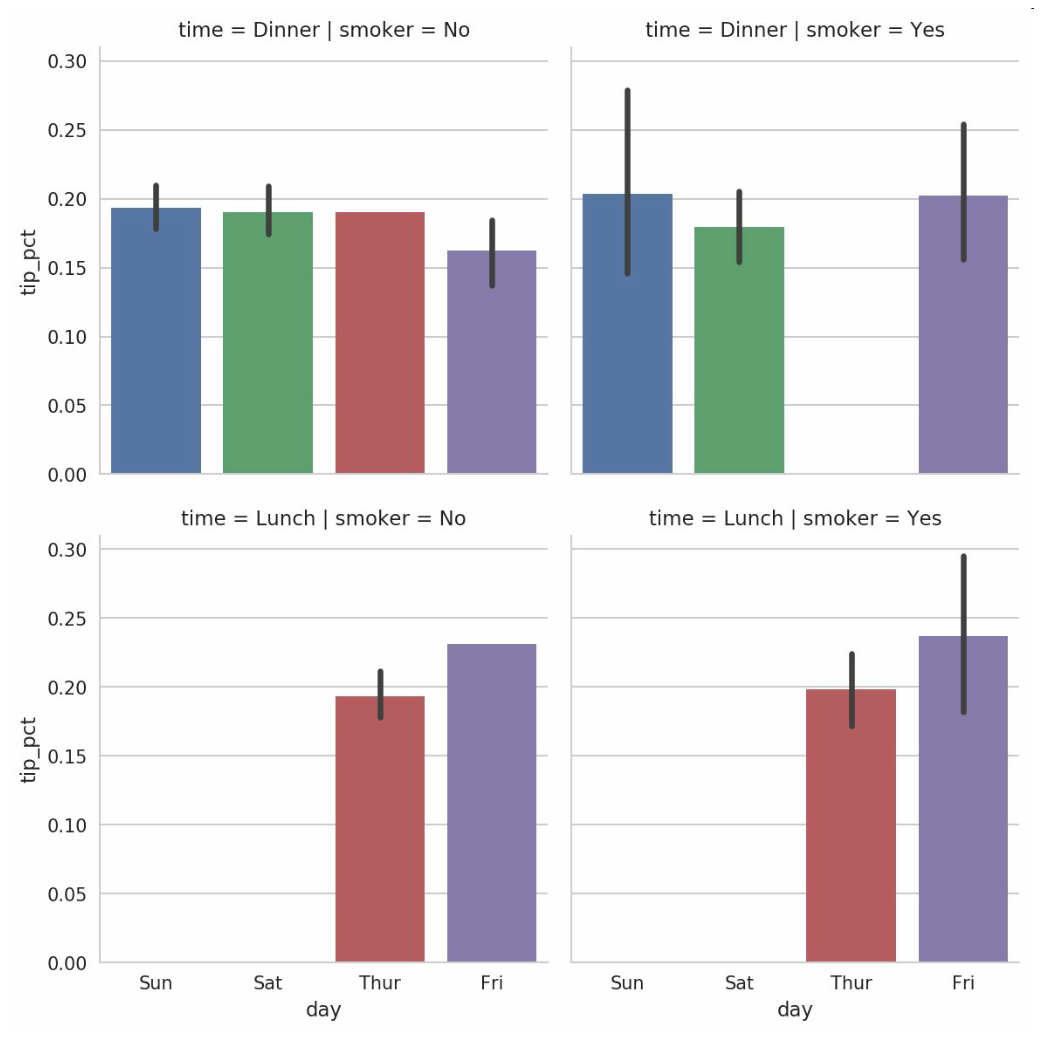 time = Dinner | smoker = No
time = Dinner | smoker = Yes
0.30
0.25
0.20
0.15
0.10
0.05
0.00
tip_pct
time = Lunch | smoker = No
time = Lunch | smoker = Yes
0.30
0.25
0.20
0.15
0.10
0.05
0.00
tip_pct
Sun Sat Thur Fri
day
Sun Sat Thur Fri
day